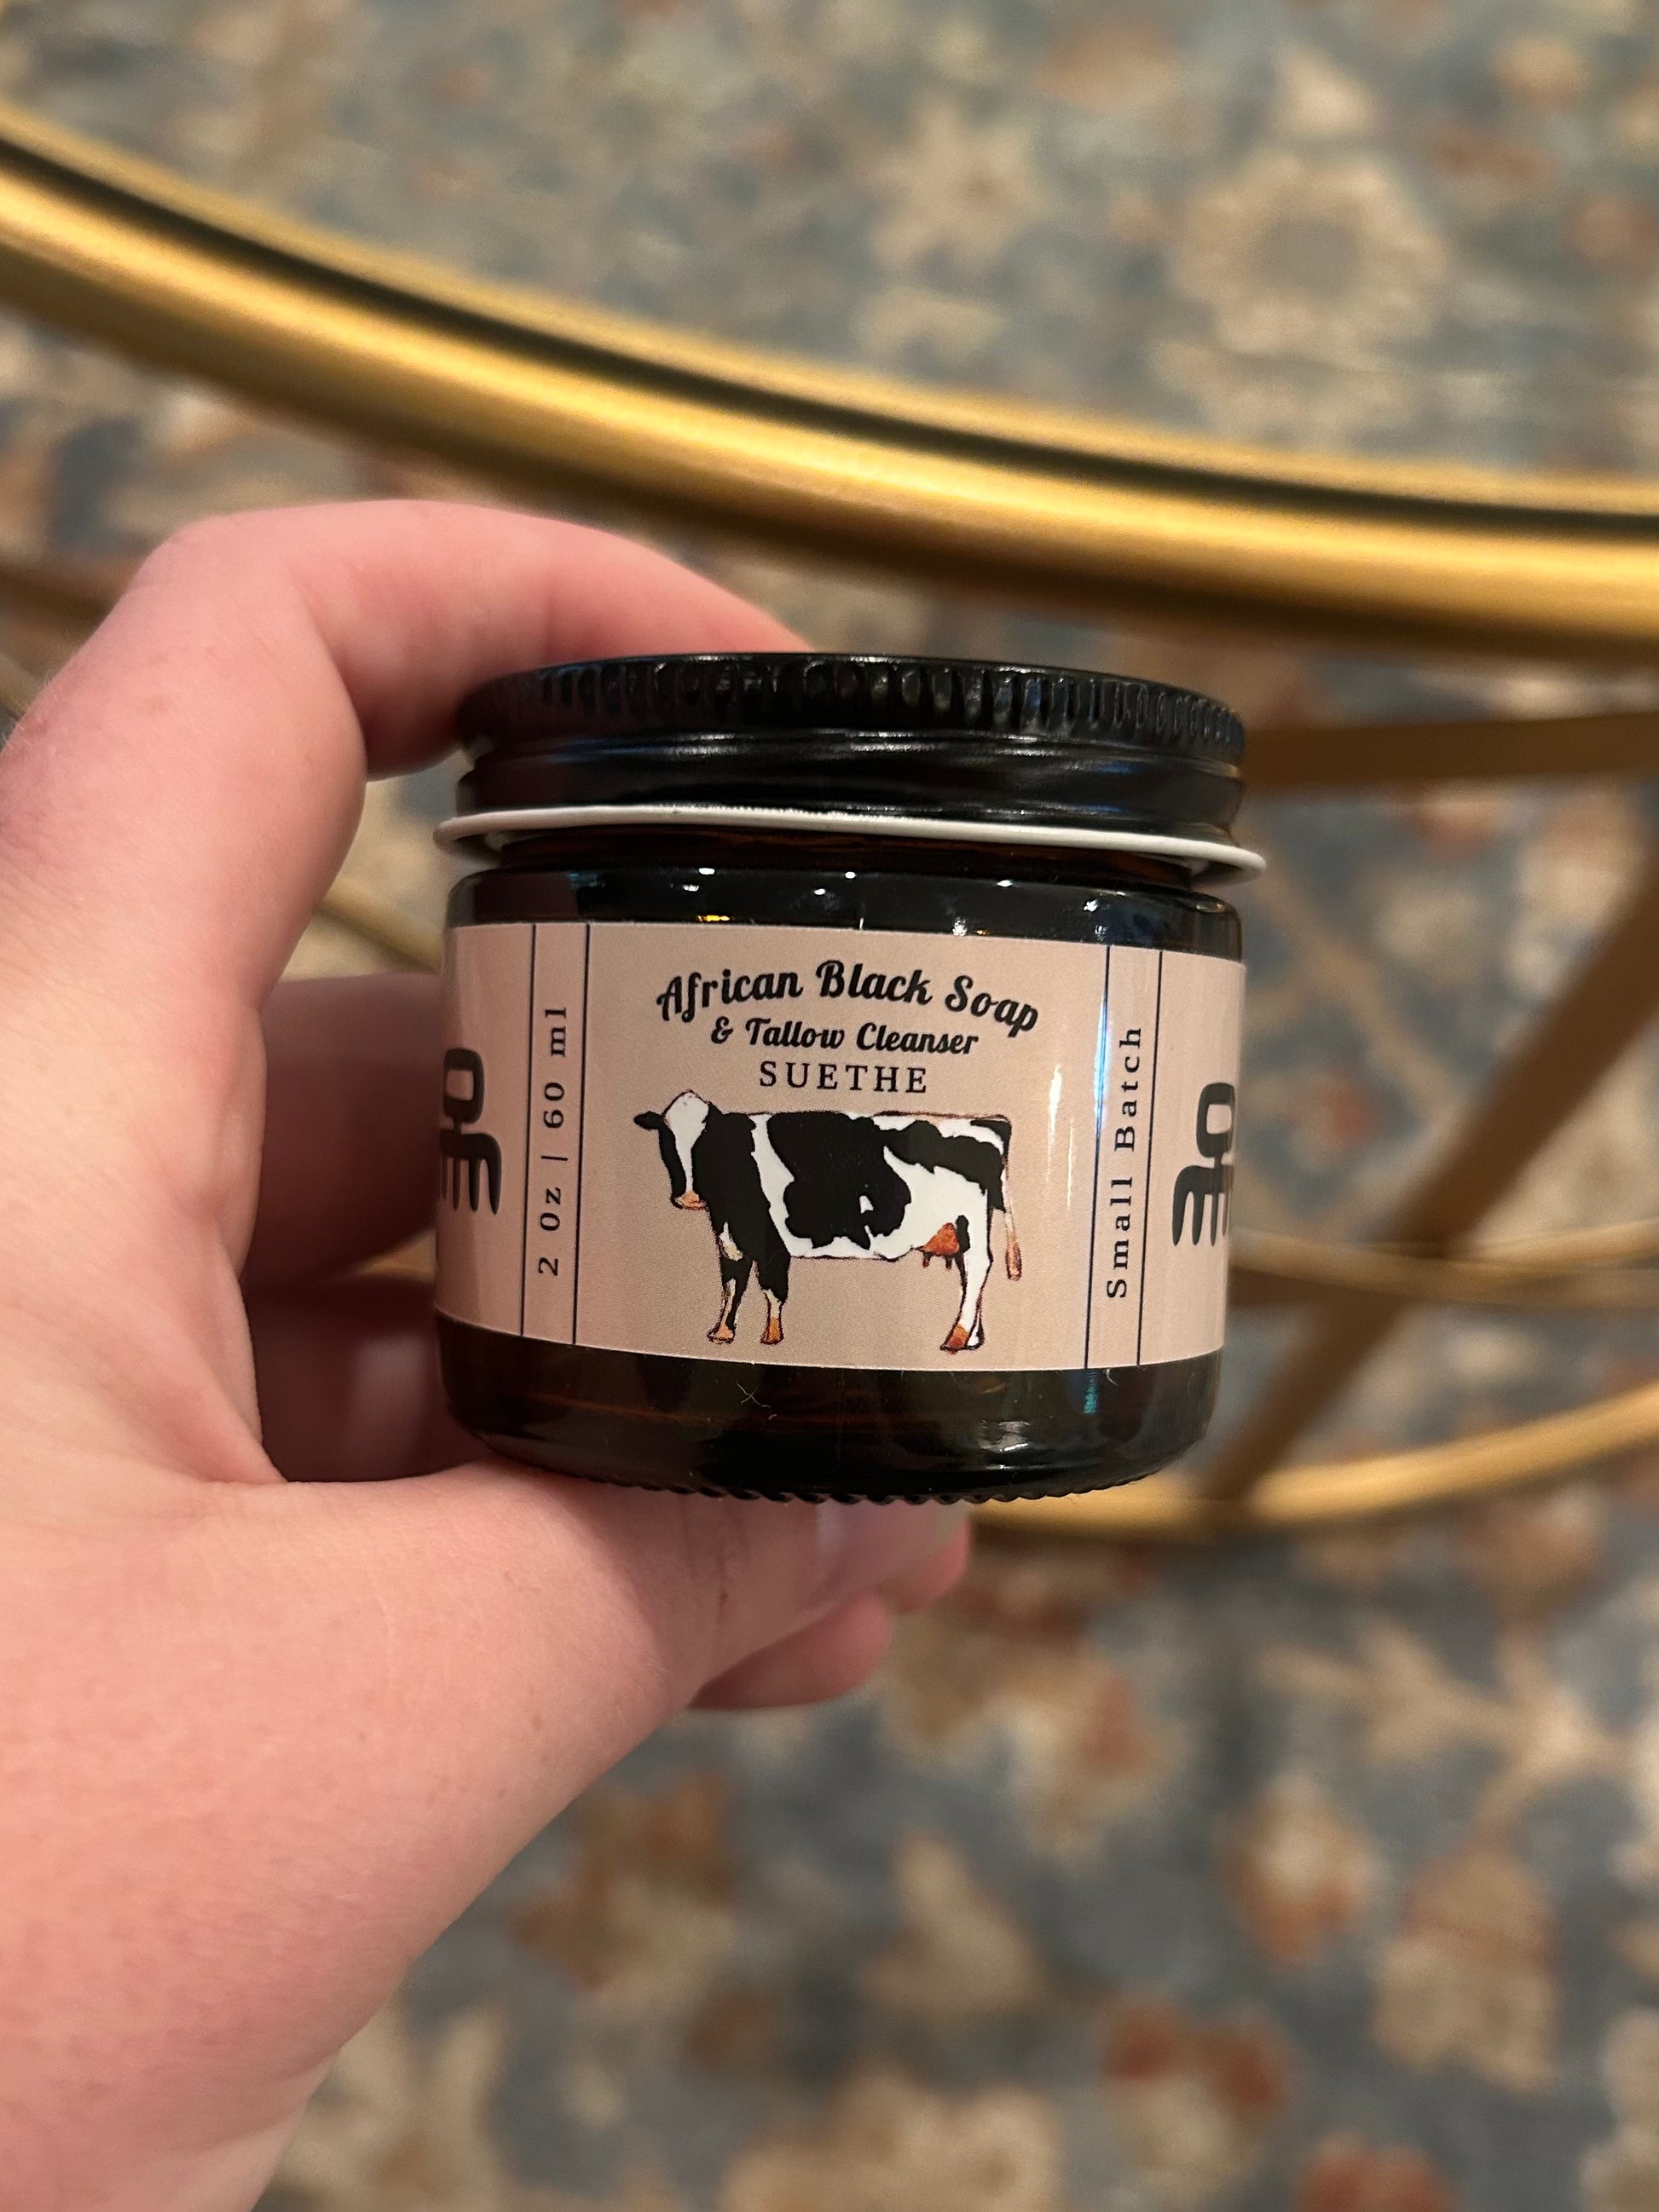 African Black Soap
& Tallow Cleanser
SUETHE
2 Oz | 60 ml
Small Batch